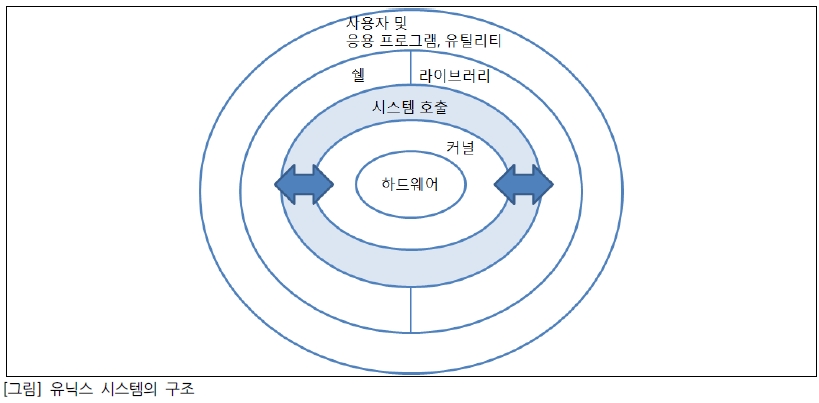 사용자 및
응용 프로그램, 유틸리티
쉘
라이브러리
시스템 호출
커널
하드웨어
[그림] 유닉스 시스템의 구조